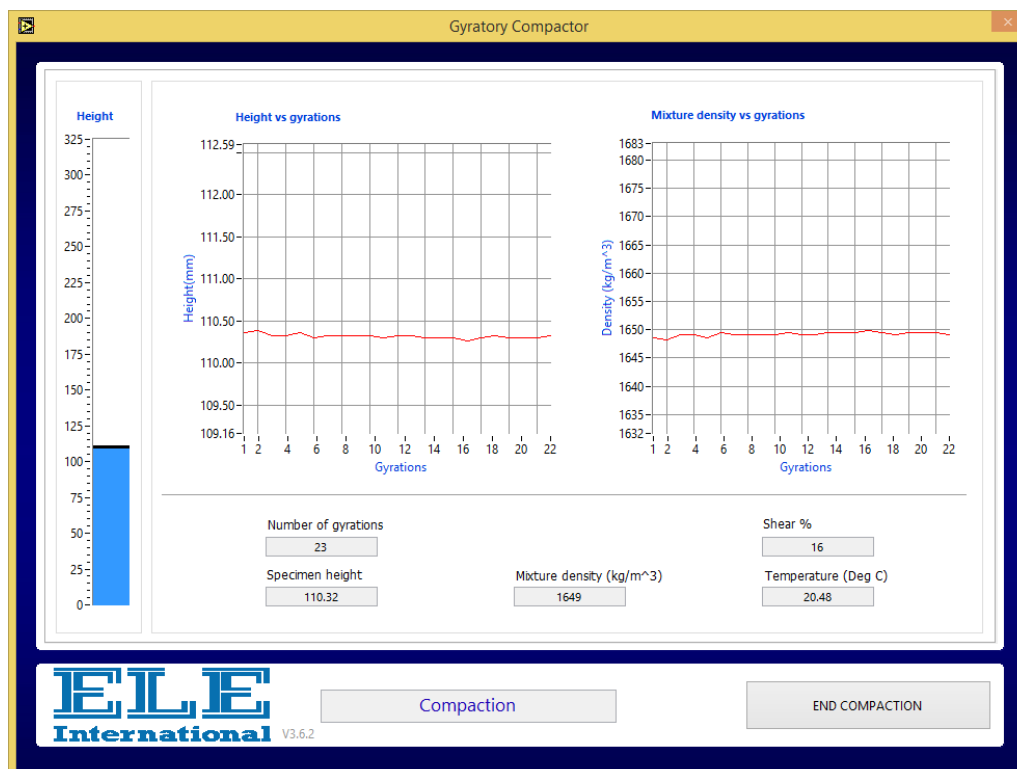 Gyratory Compactor
Height
325
300
275
250
225
200
175
150
125
100
75
50
25
0
Height vs gyrations
Height(mm)
112.59
112.00
111.50
111.00
110.50
110.00
109.50
109.16
1 2 4 6 8 10 12 14 16 18 20 22
Gyrations
Mixture density vs gyrations
Density (kg/m^3)
1683
1680
1675
1670
1665
1660
1655
1650
1645
1640
1635
1632
1 2 4 6 8 10 12 14 16 18 20 22
Gyrations
Number of gyrations
23
Shear %
16
Specimen height
110.32
Mixture density (kg/m^3)
1649
Temperature (Deg C)
20.48
ELE
International
V3.6.2
Compaction
END COMPACTION